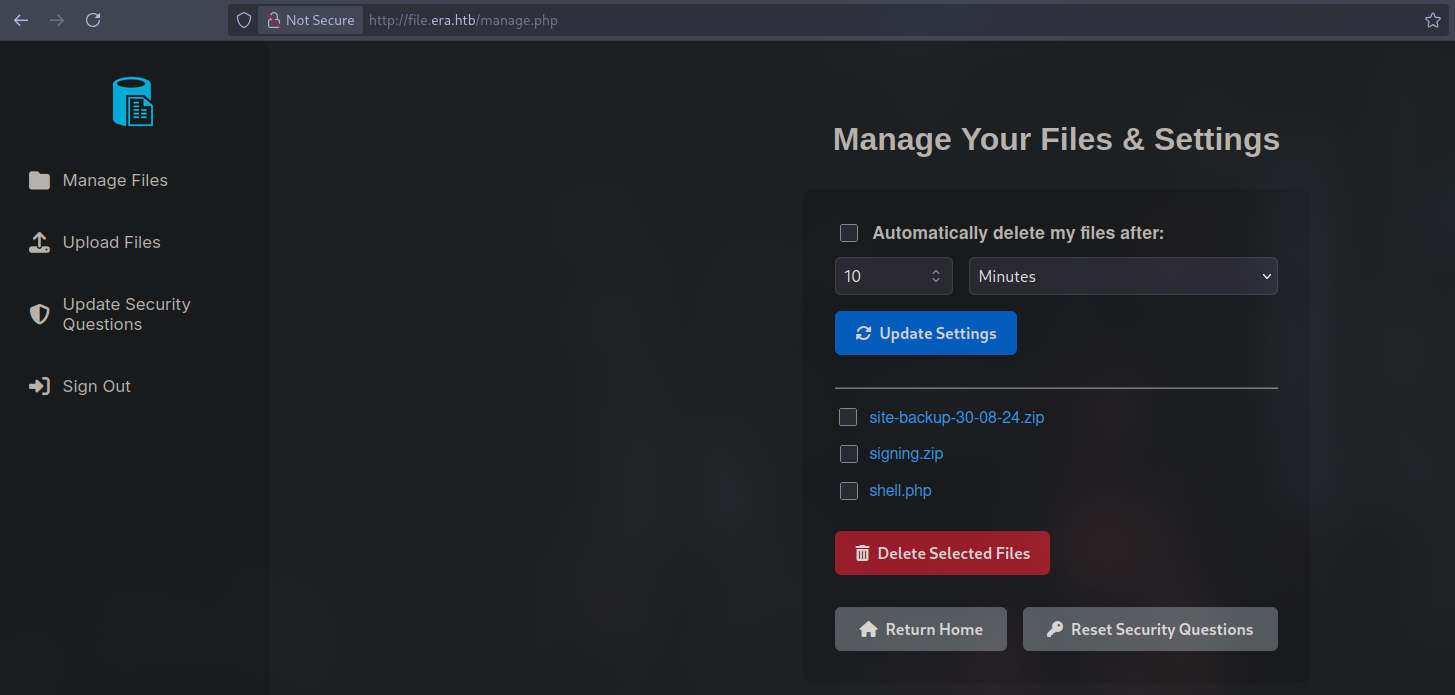 Not Secure http://file.era.htb/manage.php
Manage Your Files & Settings
Manage Files
Upload Files
Update Security
Questions
Sign Out
Automatically delete my files after:
10 Minutes
Update Settings
site-backup-30-08-24.zip
signing.zip
shell.php
Delete Selected Files
Return Home Reset Security Questions